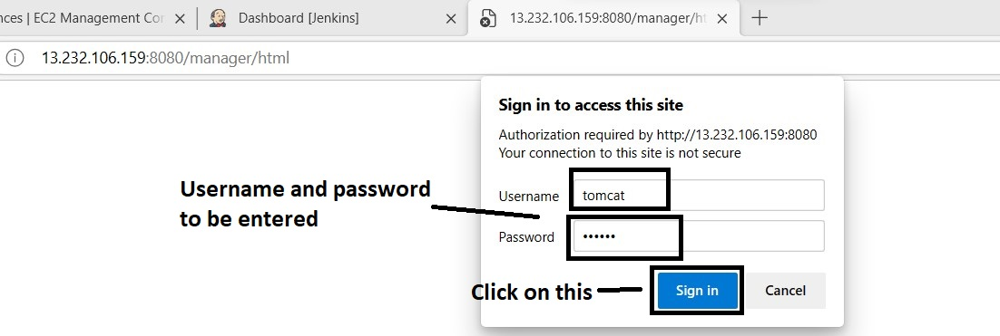 nces | EC2 Management Cor
Dashboard [Jenkins]
13.232.106.159:8080/manager/ht
13.232.106.159:8080/manager/html
Sign in to access this site
Authorization required by http://13.232.106.159:8080
Your connection to this site is not secure
Username and password
to be entered
Username tomcat
Password ••••••
Click on this
Sign in
Cancel